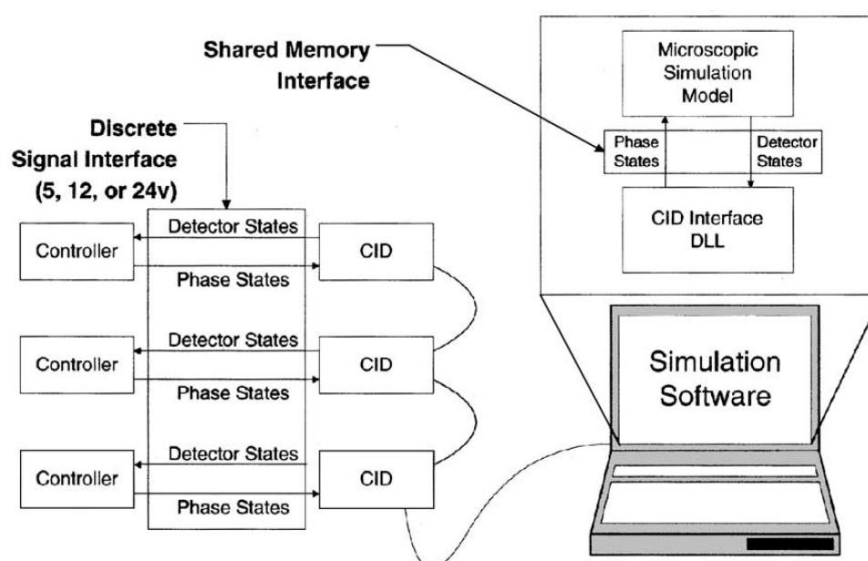 Shared Memory
Interface
Microscopic
Simulation
Model
Phase
States
Detector
States
CID Interface
DLL
Discrete
Signal Interface
(5, 12, or 24v)
Controller
Detector States
Phase States
CID
Controller
Detector States
Phase States
CID
Controller
Detector States
Phase States
CID
Simulation
Software